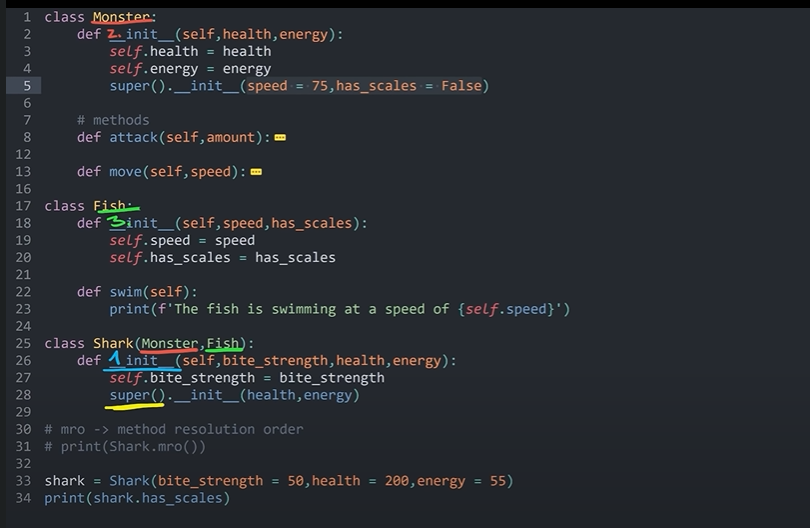 1 class Monster:
2     def __init__(self,health,energy):
3         self.health = health
4         self.energy = energy
5         super().__init__(speed = 75,has_scales = False)
6
7     # methods
8     def attack(self,amount):
12
13     def move(self,speed):
16
17 class Fish:
18     def __init__(self,speed,has_scales):
19         self.speed = speed
20         self.has_scales = has_scales
21
22     def swim(self):
23         print(f'The fish is swimming at a speed of {self.speed}')
24
25 class Shark(Monster,Fish):
26     def __init__(self,bite_strength,health,energy):
27         self.bite_strength = bite_strength
28         super().__init__(health,energy)
29
30 # mro -> method resolution order
31 # print(Shark.mro())
32
33 shark = Shark(bite_strength = 50,health = 200,energy = 55)
34 print(shark.has_scales)
2.
3
1